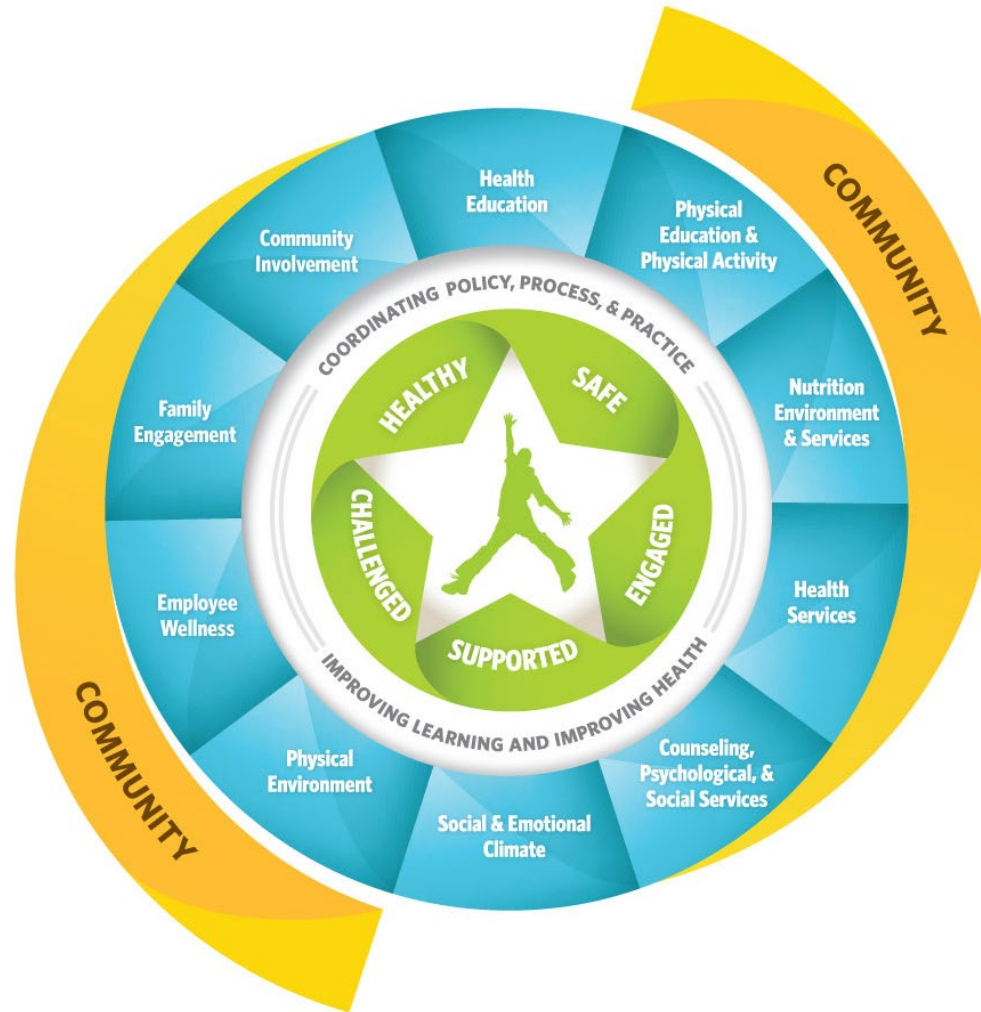 COMMUNITY
Health
Education
Physical
Education &
Physical Activity
Nutrition
Environment
& Services
Health
Services
Counseling,
Psychological, &
Social Services
Social & Emotional
Climate
Physical
Environment
Employee
Wellness
Family
Engagement
Community
Involvement
COORDINATING POLICY, PROCESS, & PRACTICE
IMPROVING LEARNING AND IMPROVING HEALTH
HEALTHY
SAFE
ENGAGED
SUPPORTED
CHALLENGED
COMMUNITY